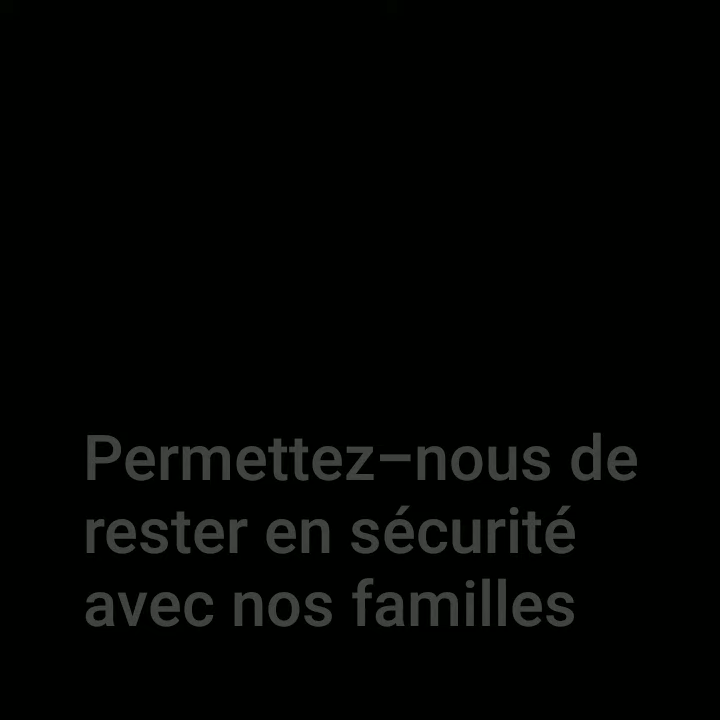 Permettez–nous de
rester en sécurité
avec nos familles